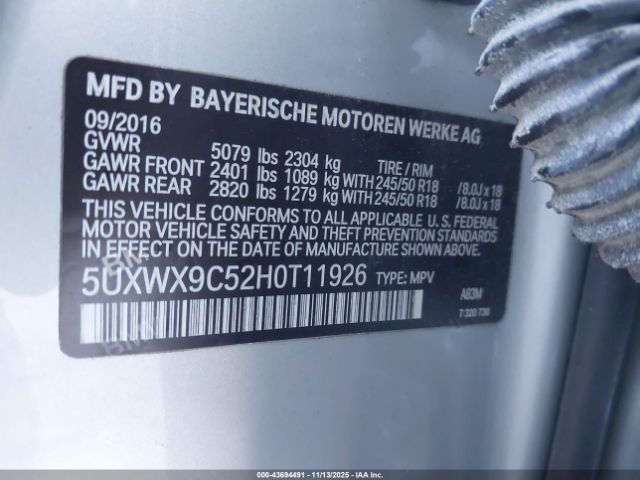 MFD BY BAYERISCHE MOTOREN WERKE AG
09/2016
GVWR 5079 lbs 2304 kg TIRE / RIM
GAWR FRONT 2401 lbs 1089 kg WITH 245/50 R18 /8.0J x 18
GAWR REAR 2820 lbs 1279 kg WITH 245/50 R18 /8.0J x 18
THIS VEHICLE CONFORMS TO ALL APPLICABLE U. S. FEDERAL
MOTOR VEHICLE SAFETY AND THEFT PREVENTION STANDARDS
IN EFFECT ON THE DATE OF MANUFACTURE SHOWN ABOVE.
5UXWX9C52H0T11926 TYPE: MPV
A83M
7 320 730
000-43694491 - 11/13/2025 - IAAI.CA